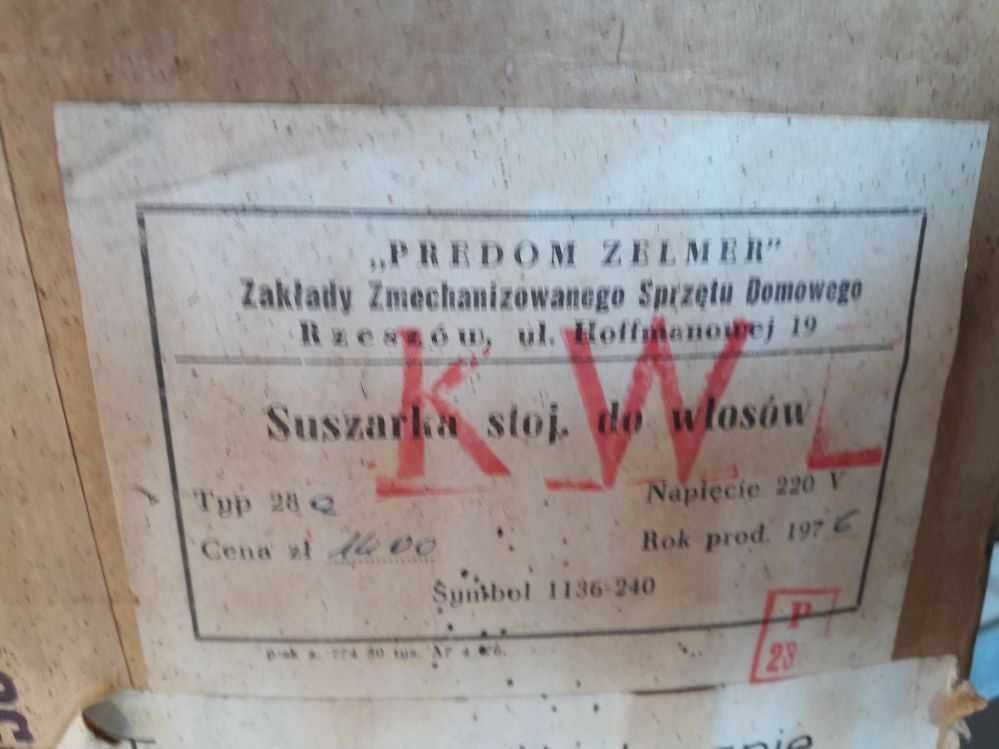 „PREDOM ZELMER”
Zakłady Zmechanizowanego Sprzętu Domowego
Rzeszów, ul. Hoffmanowej 19
KWL
Suszarka stoj. do włosów
Typ 28 Napięcie 220 V
Cena zł 1400 Rok prod. 1976
Symbol 1136-240
P
23